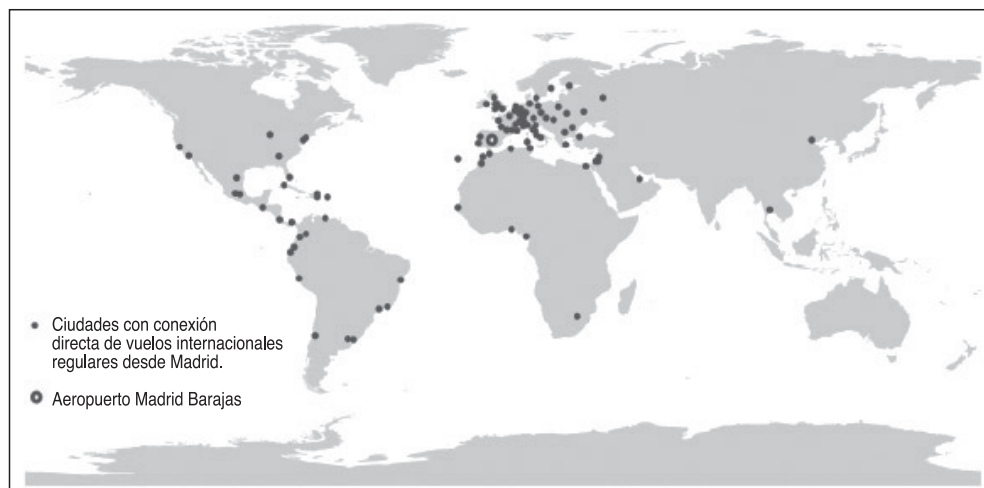 Ciudades con conexión
directa de vuelos internacionales
regulares desde Madrid.
Aeropuerto Madrid Barajas